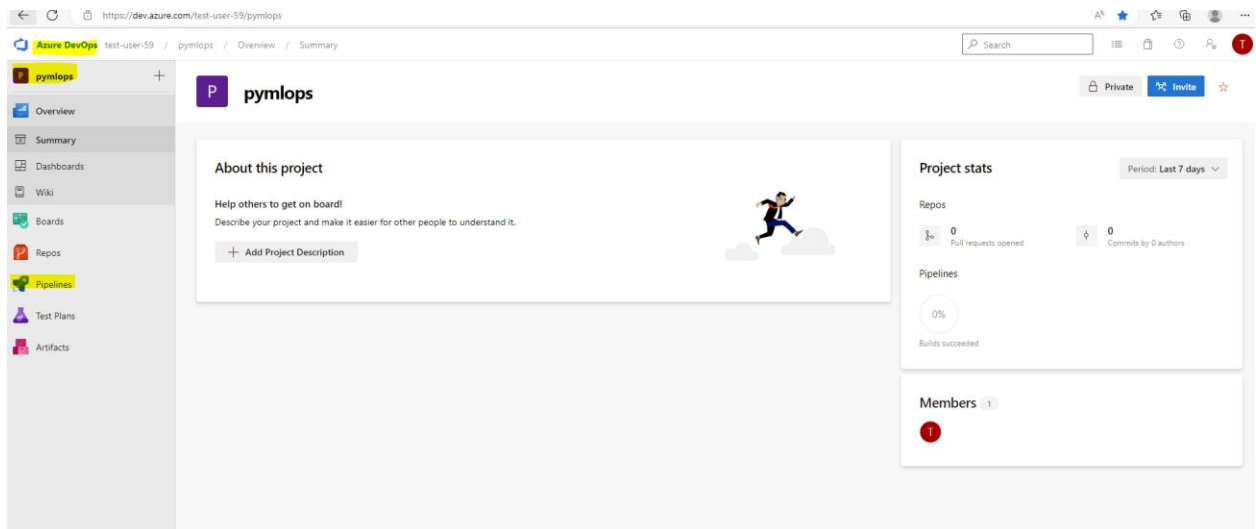 https://dev.azure.com/test-user-59/pymlops
Azure DevOps test-user-59 / pymlops / Overview / Summary
Search
T
P pymlops
P pymlops
Private
Invite
Overview
Summary
Dashboards
Wiki
Boards
Repos
Pipelines
Test Plans
Artifacts
About this project
Help others to get on board!
Describe your project and make it easier for other people to understand it.
+ Add Project Description
Project stats
Period: Last 7 days
Repos
0
Pull requests opened
0
Commits by 0 authors
Pipelines
0%
Builds succeeded
Members 1
T